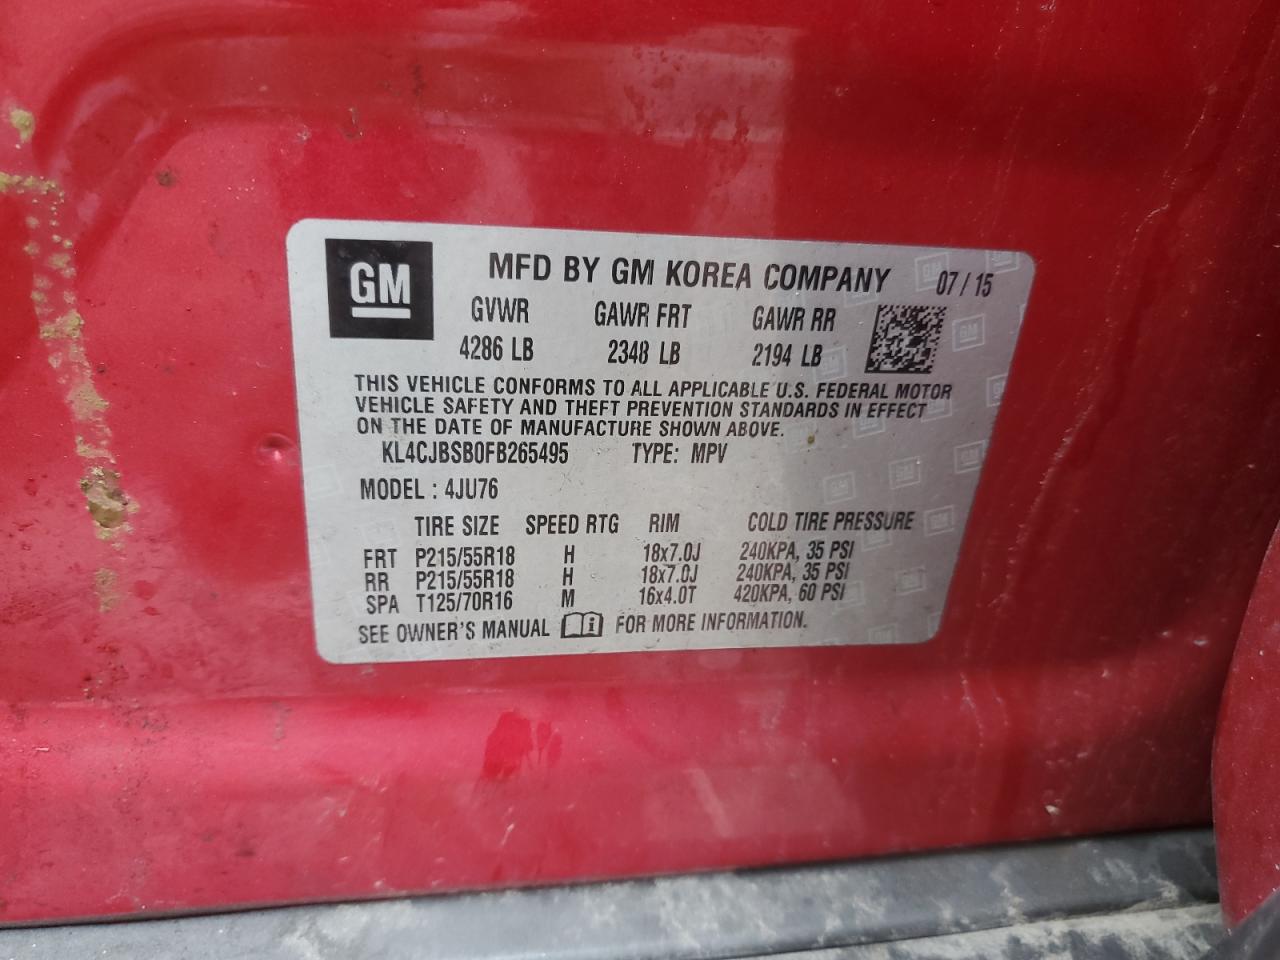 GM
MFD BY GM KOREA COMPANY 07/15
GVWR GAWR FRT GAWR RR
4286 LB 2348 LB 2194 LB
THIS VEHICLE CONFORMS TO ALL APPLICABLE U.S. FEDERAL MOTOR
VEHICLE SAFETY AND THEFT PREVENTION STANDARDS IN EFFECT
ON THE DATE OF MANUFACTURE SHOWN ABOVE.
KL4CJBSB0FB265495 TYPE: MPV
MODEL : 4JU76
TIRE SIZE SPEED RTG RIM COLD TIRE PRESSURE
FRT P215/55R18 H 18x7.0J 240KPA, 35 PSI
RR P215/55R18 H 18x7.0J 240KPA, 35 PSI
SPA T125/70R16 M 16x4.0T 420KPA, 60 PSI
SEE OWNER'S MANUAL FOR MORE INFORMATION.